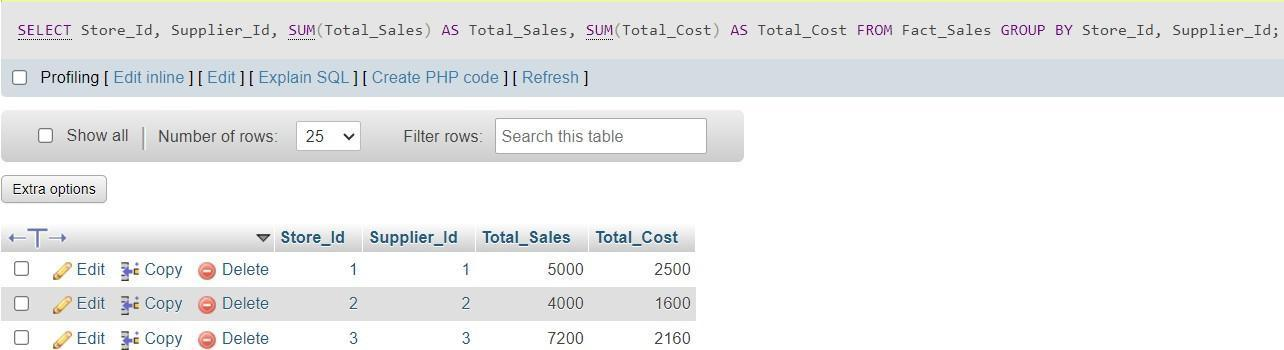 SELECT Store_Id, Supplier_Id, SUM(Total_Sales) AS Total_Sales, SUM(Total_Cost) AS Total_Cost FROM Fact_Sales GROUP BY Store_Id, Supplier_Id;
Profiling [ Edit inline ] [ Edit ] [ Explain SQL ] [ Create PHP code ] [ Refresh ]
Show all Number of rows: 25 Filter rows: Search this table
Extra options
Store_Id Supplier_Id Total_Sales Total_Cost
Edit Copy Delete 1 1 5000 2500
Edit Copy Delete 2 2 4000 1600
Edit Copy Delete 3 3 7200 2160